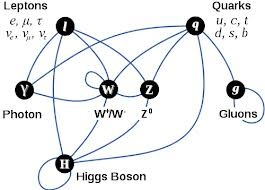 Leptons
e, μ, τ
νe, νμ, ντ
l
q
Quarks
u, c, t
d, s, b
γ
W
Z
g
Photon
W⁺/W⁻
Z⁰
Gluons
H
Higgs Boson